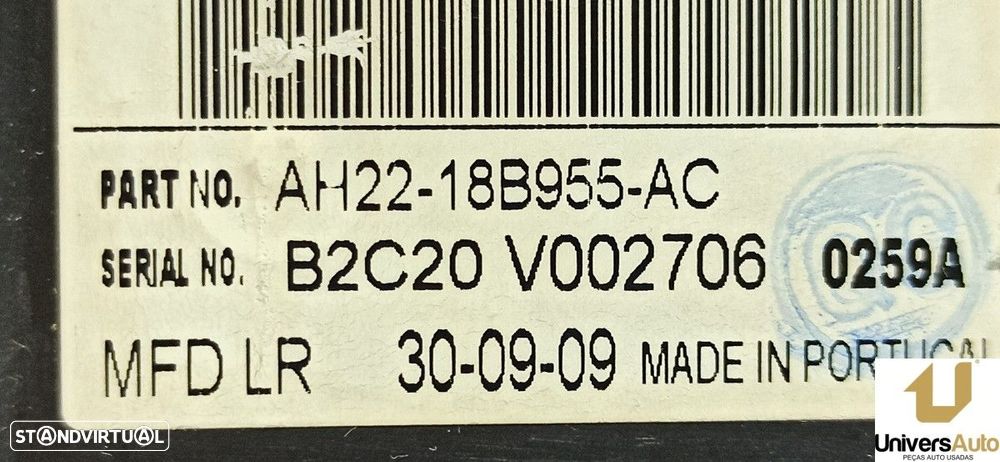 PART NO. AH22-18B955-AC
SERIAL NO. B2C20 V002706 0259A
MFD LR 30-09-09 MADE IN PORTUGAL
STANDVIRTUAL
UniversAuto
PEÇAS AUTO USADAS